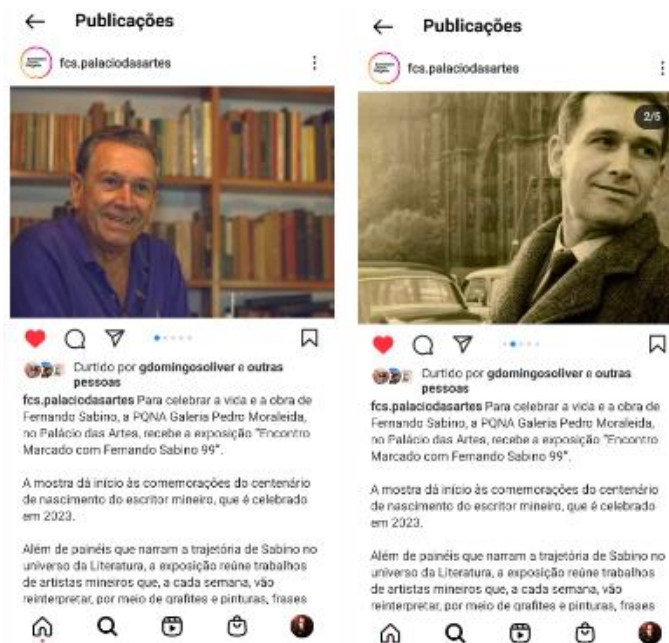 Publicações
fcs.palaciodasartes
Curtido por gdomingosoliver e outras
pessoas
fcs.palaciodasartes Para celebrar a vida e a obra de
Fernando Sabino, a PQNA Galeria Pedro Moraleida,
no Palácio das Artes, recebe a exposição "Encontro
Marcado com Fernando Sabino 99".
A mostra dá início às comemorações do centenário
de nascimento do escritor mineiro, que é celebrado
em 2023.
Além de painéis que narram a trajetória de Sabino no
universo da Literatura, a exposição reúne trabalhos
de artistas mineiros que, a cada semana, vão
reinterpretar, por meio de grafites e pinturas, frases
Publicações
fcs.palaciodasartes
2/5
Curtido por gdomingosoliver e outras
pessoas
fcs.palaciodasartes Para celebrar a vida e a obra de
Fernando Sabino, a PQNA Galeria Pedro Moraleida,
no Palácio das Artes, recebe a exposição "Encontro
Marcado com Fernando Sabino 99".
A mostra dá início às comemorações do centenário
de nascimento do escritor mineiro, que é celebrado
em 2023.
Além de painéis que narram a trajetória de Sabino no
universo da Literatura, a exposição reúne trabalhos
de artistas mineiros que, a cada semana, vão
reinterpretar, por meio de grafites e pinturas, frases